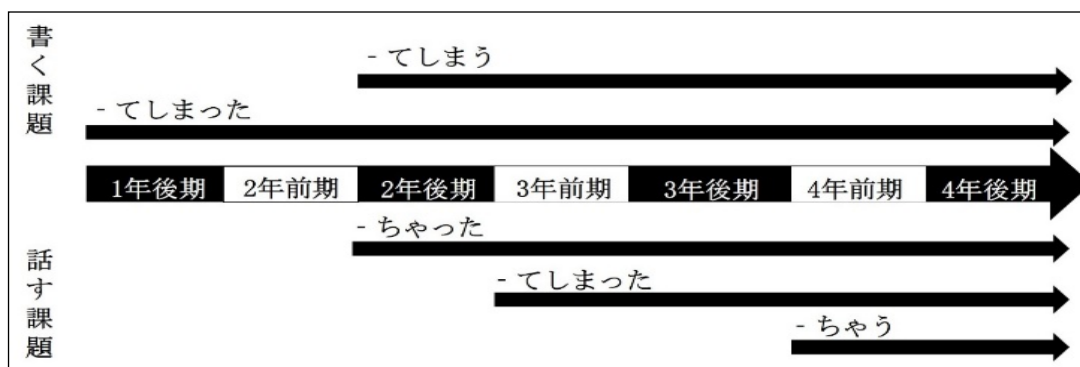 書く課題
- てしまう
- てしまった
1年後期 2年前期 2年後期 3年前期 3年後期 4年前期 4年後期
話す課題
- ちゃった
- てしまった
- ちゃう